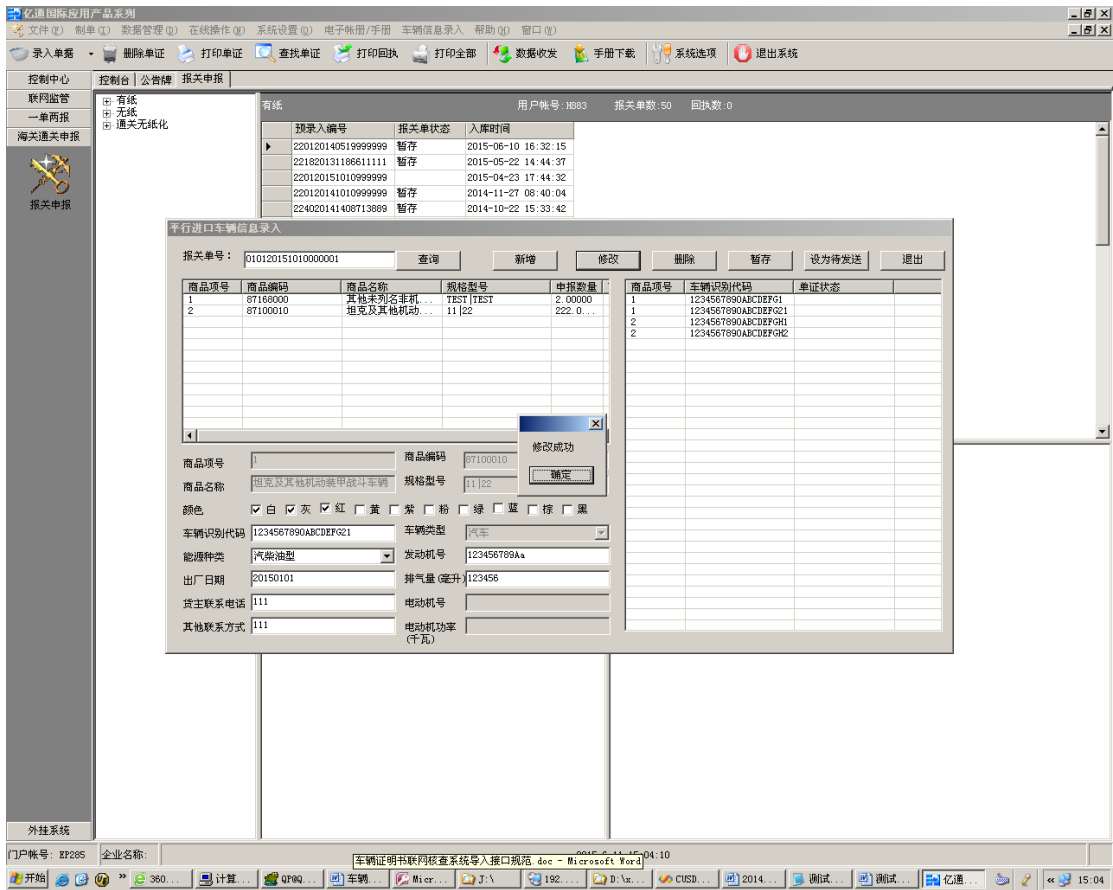 亿通国际应用产品系列
文件(F) 制单(I) 数据管理(D) 在线操作(N) 系统设置(O) 电子帐册/手册 车辆信息录入 帮助(H) 窗口(W)
录入单据 删除单证 打印单证 查找单证 打印回执 打印全部 数据收发 手册下载 系统选项 退出系统
控制中心 控制台 公告牌 报关申报
联网监管
一单两报
海关通关申报
报关申报
有纸
无纸
通关无纸化
有纸 用户帐号:HB83 报关单数:50 回执数:0
预录入编号 报关单状态 入库时间
220120140519999999 暂存 2015-06-10 16:32:15
221820131186611111 暂存 2015-05-22 14:44:37
220120151010999999 2015-04-23 17:44:32
220120141010999999 暂存 2014-11-27 08:40:04
224020141408713889 暂存 2014-10-22 15:33:42
平行进口车辆信息录入
报关单号: 010120151010000001 查询 新增 修改 删除 暂存 设为待发送 退出
商品项号 商品编码 商品名称 规格型号 申报数量
1 87168000 其他未列名非机... TEST|TEST 2.00000
2 87100010 坦克及其他机动... 11|22 222.0...
商品项号 车辆识别代码 单证状态
1 1234567890ABCDEFG1
1 1234567890ABCDEFG21
2 1234567890ABCDEFGH1
2 1234567890ABCDEFGH2
修改成功
确定
商品项号 1 商品编码 87100010
商品名称 坦克及其他机动装甲战斗车辆 规格型号 11|22
颜色 白 灰 红 黄 紫 粉 绿 蓝 棕 黑
车辆识别代码 1234567890ABCDEFG21 车辆类型 汽车
能源种类 汽柴油型 发动机号 123456789Aa
出厂日期 20150101 排气量(毫升) 123456
货主联系电话 111 电动机号
其他联系方式 111 电动机功率
(千瓦)
外挂系统
门户帐号: EP285 企业名称: 04:10
车辆证明书联网核查系统导入接口规范.doc - Microsoft Word
开始 360... 计算... QP@Q... 车辆... Micr... J:\ 192.... D:\x... CUSD... 2014... 测试... 测试... 亿通... 15:04